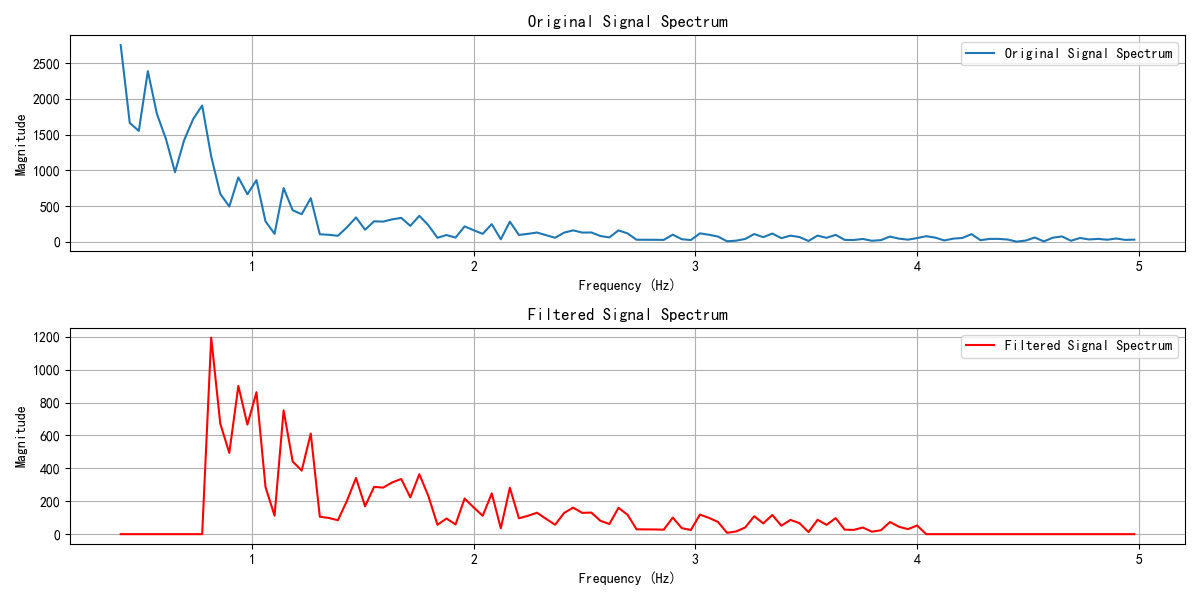 Original Signal Spectrum
Original Signal Spectrum
Magnitude
2500
2000
1500
1000
500
0
1
2
3
4
5
Frequency (Hz)
Filtered Signal Spectrum
Filtered Signal Spectrum
Magnitude
1200
1000
800
600
400
200
0
1
2
3
4
5
Frequency (Hz)